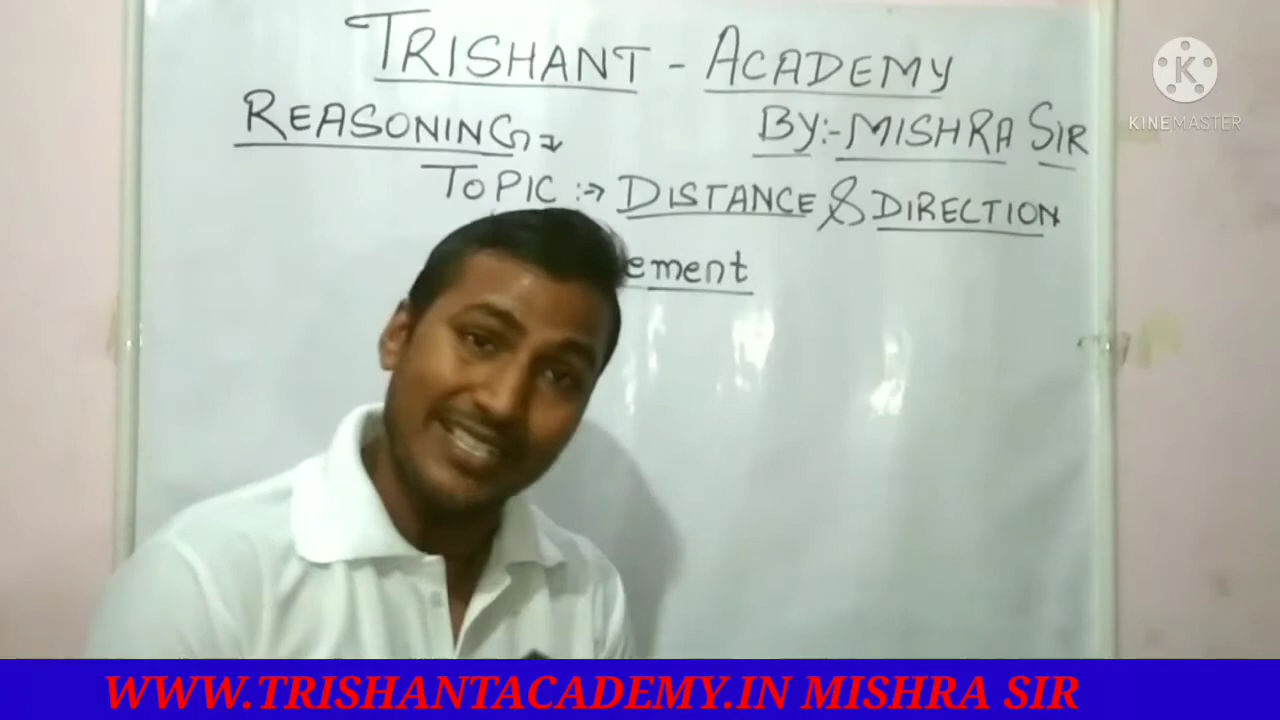 TRISHANT - ACADEMY
KINEMASTER
REASONING
BY:- MISHRA SIR
TOPIC :→ DISTANCE & DIRECTION
ement
WWW.TRISHANTACADEMY.IN MISHRA SIR